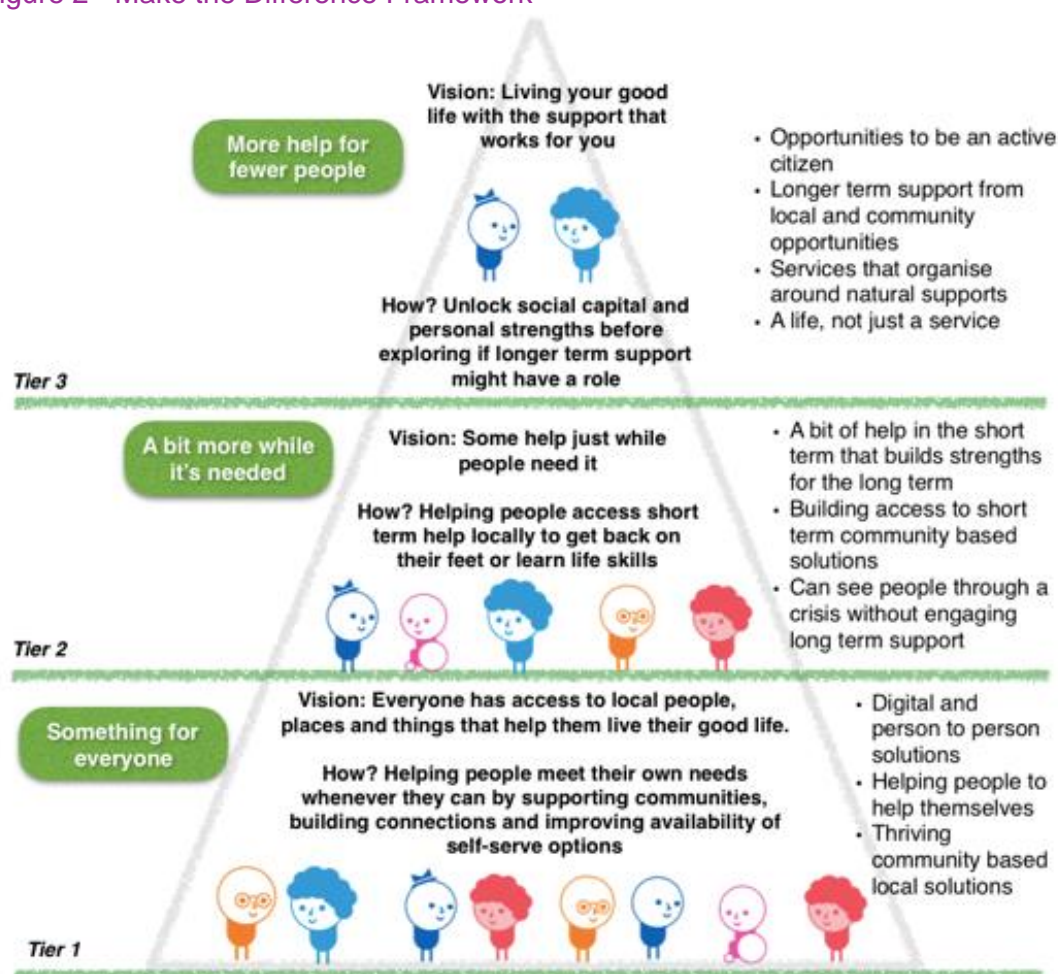 Figure 2 - Make the Difference Framework
Vision: Living your good
life with the support that
works for you
More help for
fewer people
• Opportunities to be an active
citizen
• Longer term support from
local and community
opportunities
• Services that organise
around natural supports
• A life, not just a service
How? Unlock social capital and
personal strengths before
exploring if longer term support
might have a role
Tier 3
A bit more while
it's needed
Vision: Some help just while
people need it
How? Helping people access short
term help locally to get back on
their feet or learn life skills
• A bit of help in the short
term that builds strengths
for the long term
• Building access to short
term community based
solutions
• Can see people through a
crisis without engaging
long term support
Tier 2
Something for
everyone
Vision: Everyone has access to local people,
places and things that help them live their good life.
How? Helping people meet their own needs
whenever they can by supporting communities,
building connections and improving availability of
self-serve options
• Digital and
person to person
solutions
• Helping people to
help themselves
• Thriving
community based
local solutions
Tier 1